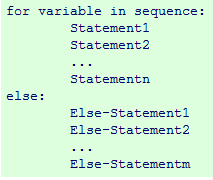 for variable in sequence:
        Statement1
        Statement2
        ...
        Statementn
else:
        Else-Statement1
        Else-Statement2
        ...
        Else-Statementm